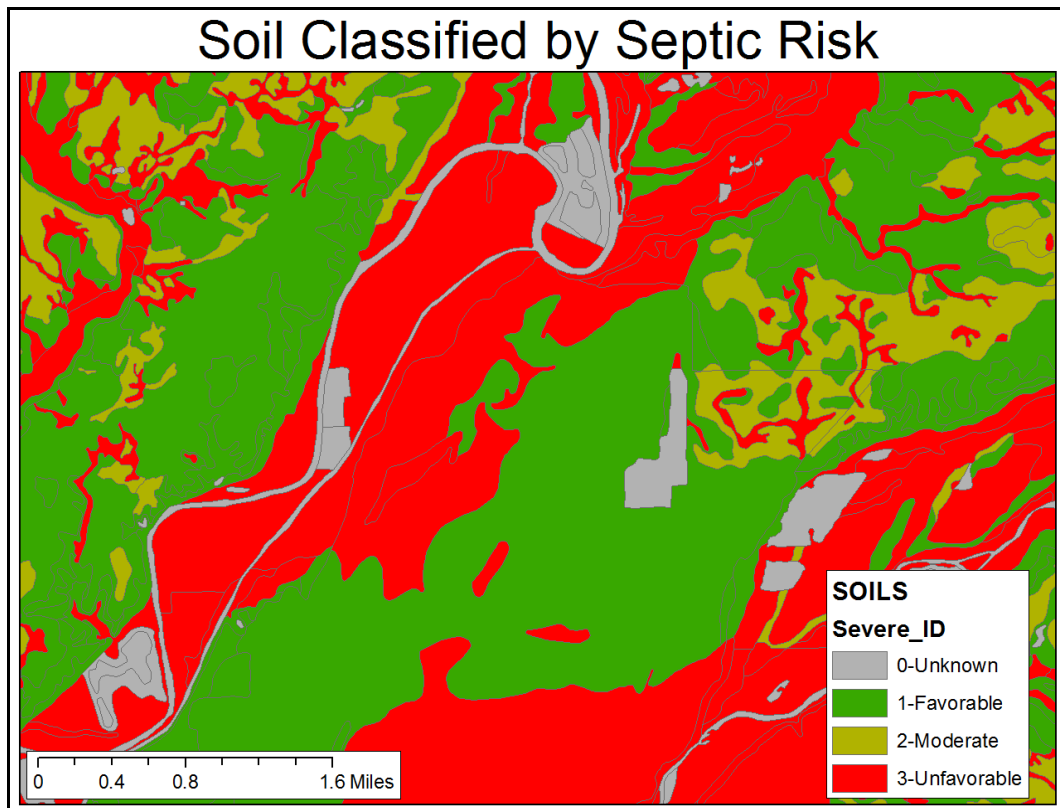 Soil Classified by Septic Risk
SOILS
Severe_ID
0-Unknown
1-Favorable
2-Moderate
3-Unfavorable
0 0.4 0.8 1.6 Miles